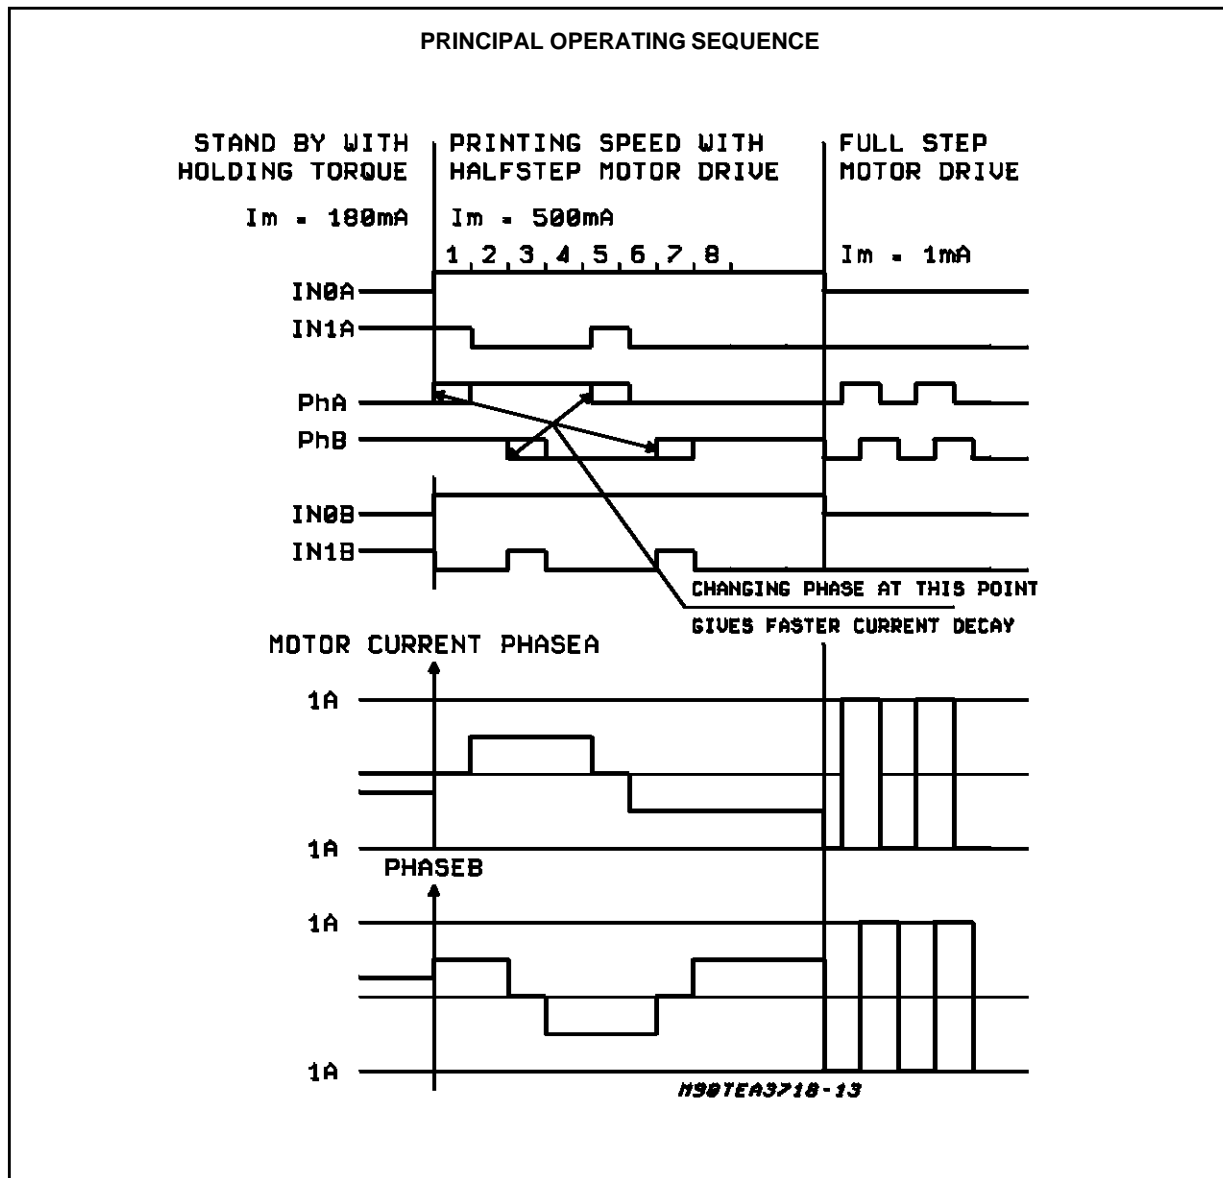 PRINCIPAL OPERATING SEQUENCE
STAND BY WITH
HOLDING TORQUE
Im = 180mA
PRINTING SPEED WITH
HALFSTEP MOTOR DRIVE
Im = 500mA
FULL STEP
MOTOR DRIVE
Im = 1mA
1 2 3 4 5 6 7 8
IN0A
IN1A
PhA
PhB
IN0B
IN1B
CHANGING PHASE AT THIS POINT
GIVES FASTER CURRENT DECAY
MOTOR CURRENT PHASEA
1A
1A
PHASEB
1A
1A
M90TEA3718-13